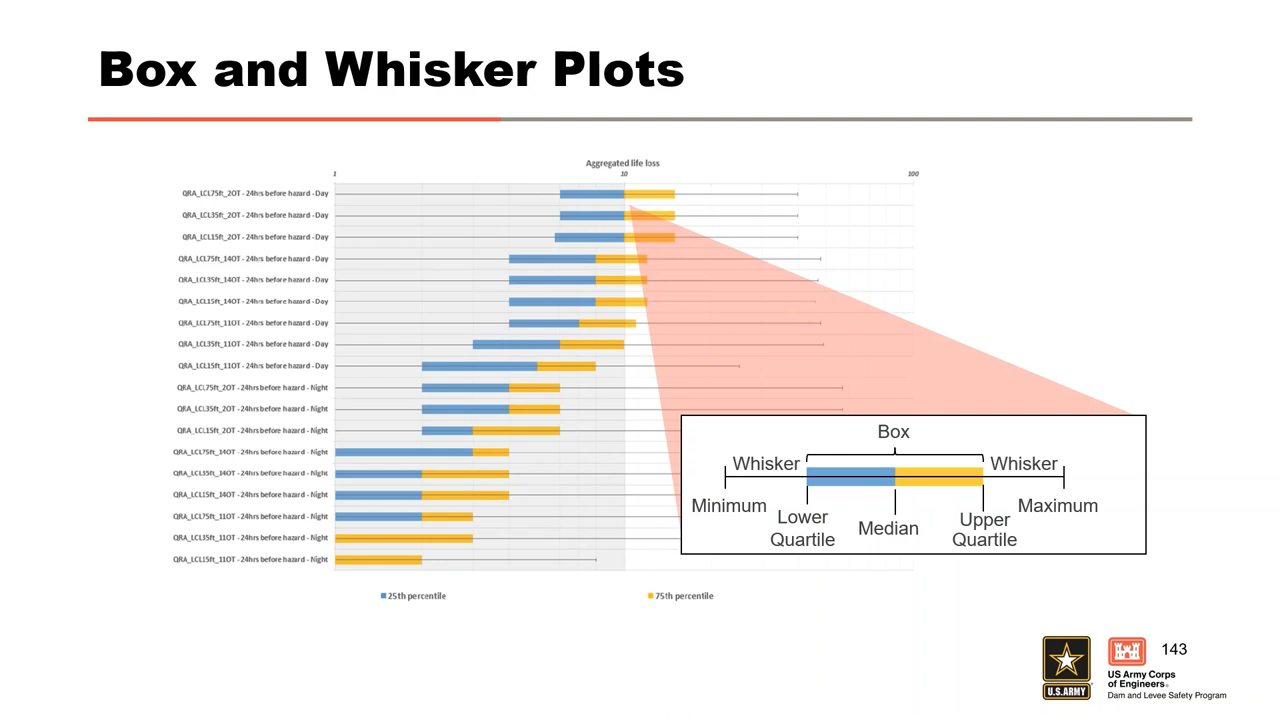 Box and Whisker Plots
Aggregated life loss
1 10 100
QRA_LCL75ft_2OT - 24hrs before hazard - Day
QRA_LCL35ft_2OT - 24hrs before hazard - Day
QRA_LCL15ft_2OT - 24hrs before hazard - Day
QRA_LCL75ft_14OT - 24hrs before hazard - Day
QRA_LCL35ft_14OT - 24hrs before hazard - Day
QRA_LCL15ft_14OT - 24hrs before hazard - Day
QRA_LCL75ft_11OT - 24hrs before hazard - Day
QRA_LCL35ft_11OT - 24hrs before hazard - Day
QRA_LCL15ft_11OT - 24hrs before hazard - Day
QRA_LCL75ft_2OT - 24hrs before hazard - Night
QRA_LCL35ft_2OT - 24hrs before hazard - Night
QRA_LCL15ft_2OT - 24hrs before hazard - Night
QRA_LCL75ft_14OT - 24hrs before hazard - Night
QRA_LCL35ft_14OT - 24hrs before hazard - Night
QRA_LCL15ft_14OT - 24hrs before hazard - Night
QRA_LCL75ft_11OT - 24hrs before hazard - Night
QRA_LCL35ft_11OT - 24hrs before hazard - Night
QRA_LCL15ft_11OT - 24hrs before hazard - Night
25th percentile 75th percentile
Box
Whisker Whisker
Minimum Maximum
Lower
Quartile
Median
Upper
Quartile
U.S.ARMY
US Army Corps
of Engineers®
Dam and Levee Safety Program
143